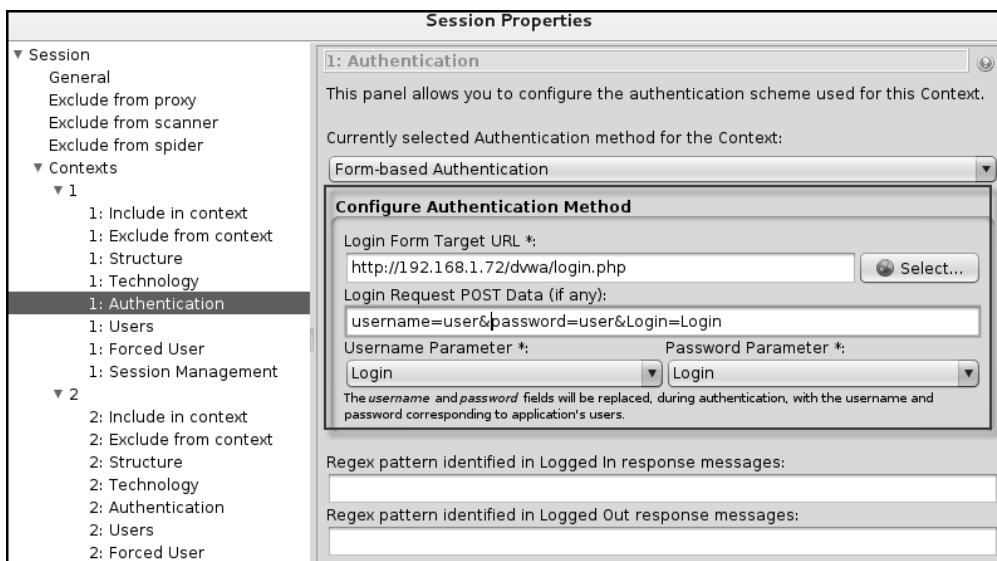 Session Properties
Session
General
Exclude from proxy
Exclude from scanner
Exclude from spider
Contexts
1
1: Include in context
1: Exclude from context
1: Structure
1: Technology
1: Authentication
1: Users
1: Forced User
1: Session Management
2
2: Include in context
2: Exclude from context
2: Structure
2: Technology
2: Authentication
2: Users
2: Forced User
1: Authentication
This panel allows you to configure the authentication scheme used for this Context.
Currently selected Authentication method for the Context:
Form-based Authentication
Configure Authentication Method
Login Form Target URL *:
http://192.168.1.72/dvwa/login.php
Select...
Login Request POST Data (if any):
username=user&password=user&Login=Login
Username Parameter *: Password Parameter *:
Login Login
The username and password fields will be replaced, during authentication, with the username and
password corresponding to application's users.
Regex pattern identified in Logged In response messages:
Regex pattern identified in Logged Out response messages: